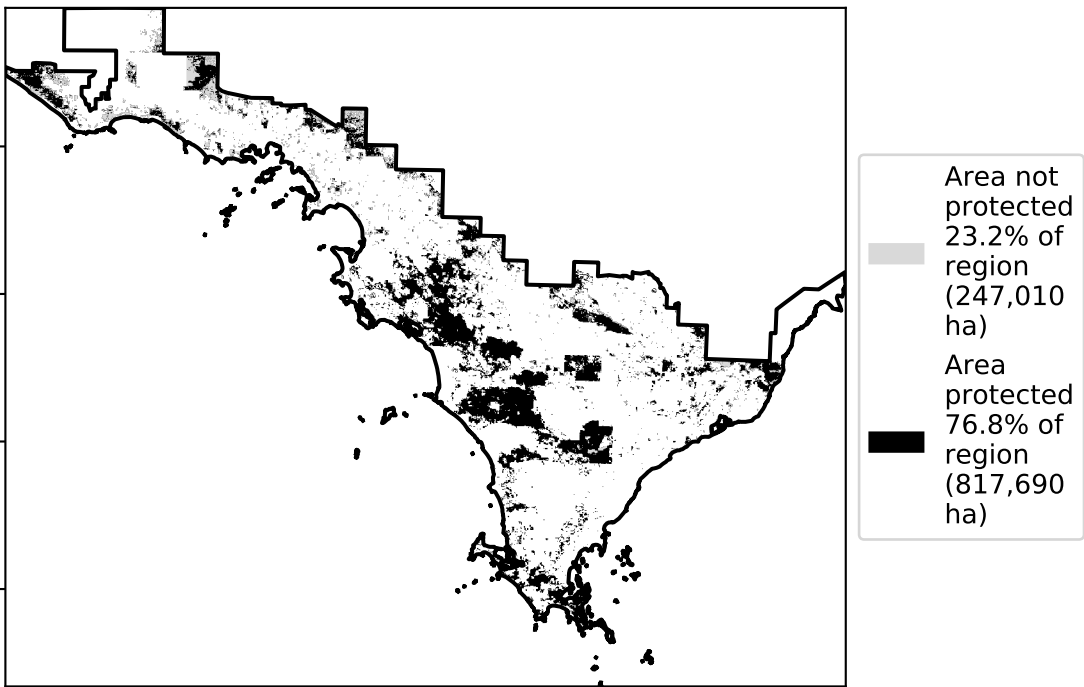 Area not
protected
23.2% of
region
(247,010
ha)
Area
protected
76.8% of
region
(817,690
ha)